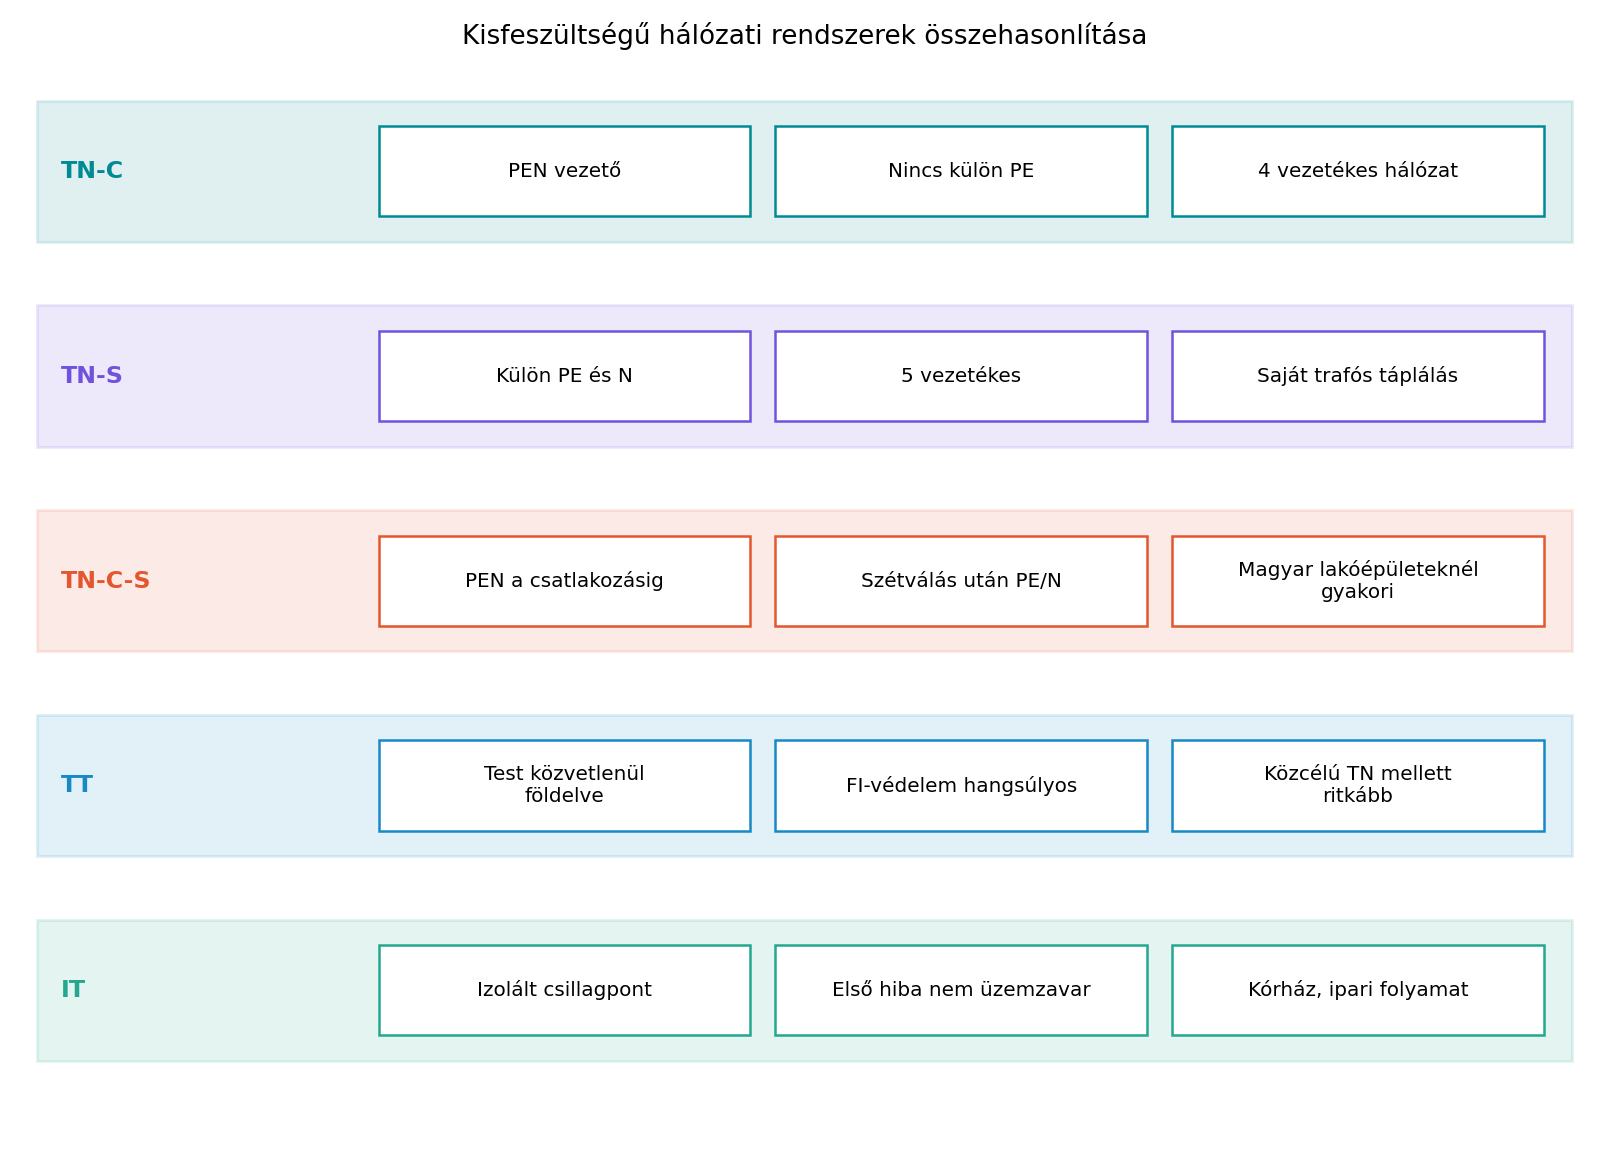 Kisfeszültségű hálózati rendszerek összehasonlítása
TN-C
PEN vezető
Nincs külön PE
4 vezetékes hálózat
TN-S
Külön PE és N
5 vezetékes
Saját trafós táplálás
TN-C-S
PEN a csatlakozásig
Szétválás után PE/N
Magyar lakóépületeknél
gyakori
TT
Test közvetlenül
földelve
FI-védelem hangsúlyos
Közcélú TN mellett
ritkább
IT
Izolált csillagpont
Első hiba nem üzemzavar
Kórház, ipari folyamat